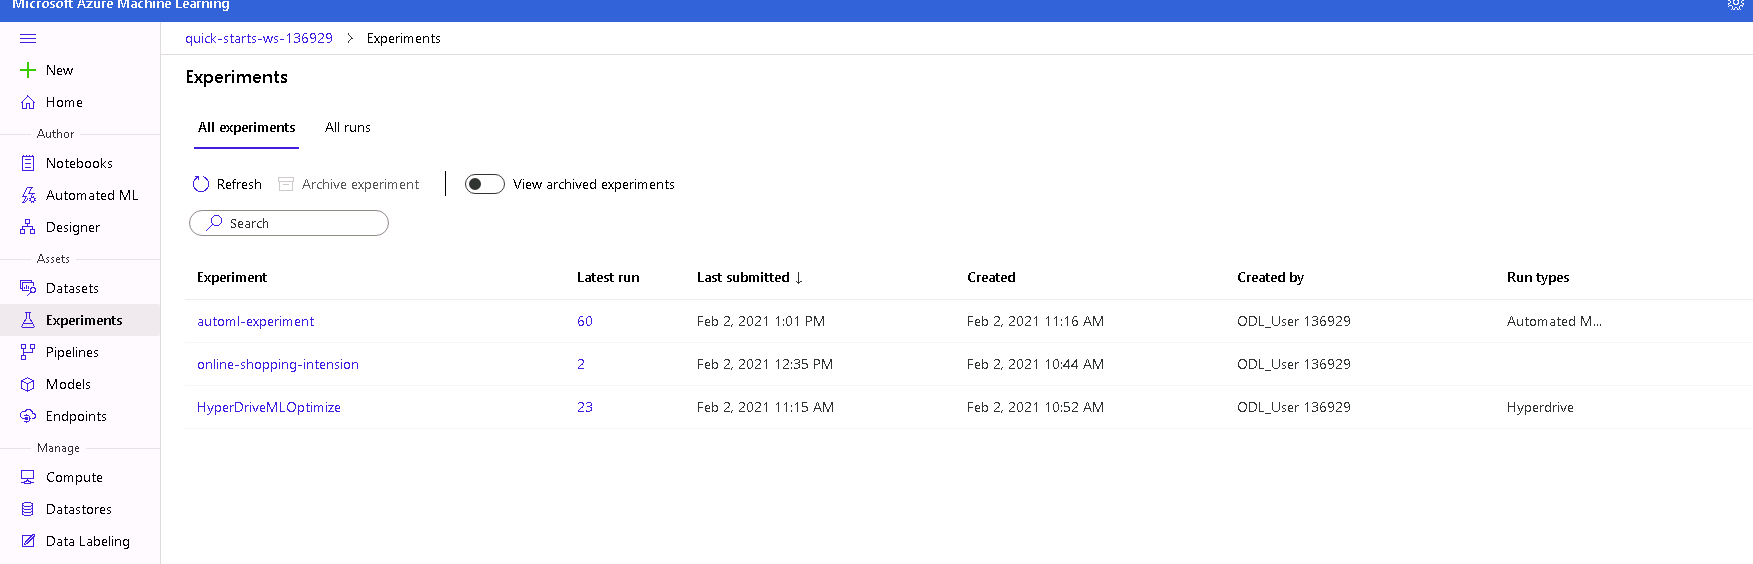 Microsoft Azure Machine Learning
quick-starts-ws-136929 > Experiments
New
Home
Author
Notebooks
Automated ML
Designer
Assets
Datasets
Experiments
Pipelines
Models
Endpoints
Manage
Compute
Datastores
Data Labeling
Experiments
All experiments All runs
Refresh Archive experiment View archived experiments
Search
Experiment Latest run Last submitted ↓ Created Created by Run types
automl-experiment 60 Feb 2, 2021 1:01 PM Feb 2, 2021 11:16 AM ODL_User 136929 Automated M...
online-shopping-intension 2 Feb 2, 2021 12:35 PM Feb 2, 2021 10:44 AM ODL_User 136929
HyperDriveMLOptimize 23 Feb 2, 2021 11:15 AM Feb 2, 2021 10:52 AM ODL_User 136929 Hyperdrive